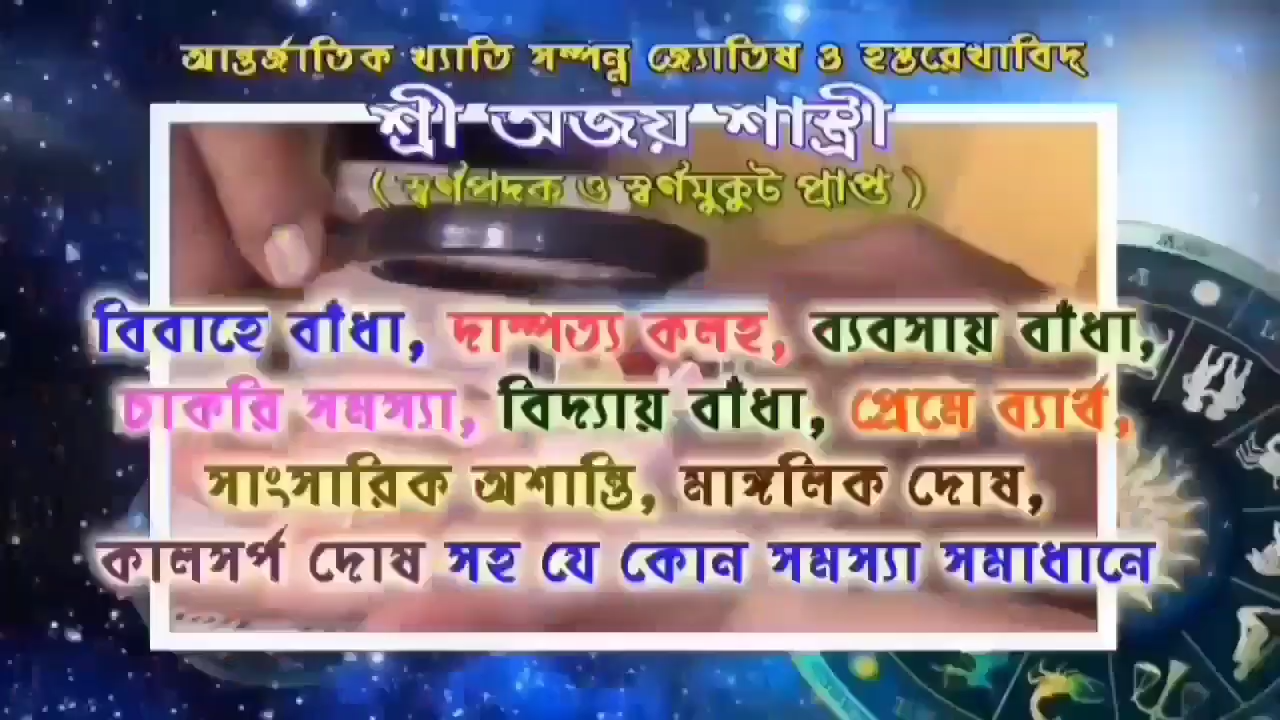 আন্তর্জাতিক খ্যাতি সম্পন্ন জ্যোতিষ ও হস্তরেখাবিদ্
শ্রী অজয় শাস্ত্রী
( স্বর্ণপদক ও স্বর্ণমুকুট প্রাপ্ত )
বিবাহে বাঁধা, দাম্পত্য কলহ, ব্যবসায় বাঁধা,
চাকরি সমস্যা, বিদ্যায় বাঁধা, প্রেমে ব্যার্থ,
সাংসারিক অশান্তি, মাঙ্গলিক দোষ,
কালসর্প দোষ সহ যে কোন সমস্যা সমাধানে